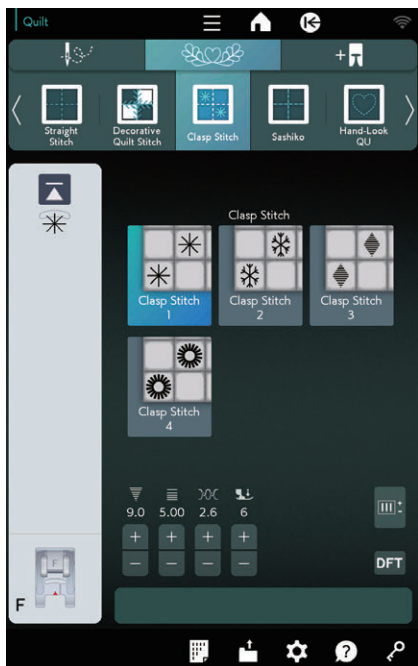 Quilt
Straight
Stitch
Decorative
Quilt Stitch
Clasp Stitch
Sashiko
Hand-Look
QU
Clasp Stitch
Clasp Stitch
1
Clasp Stitch
2
Clasp Stitch
3
Clasp Stitch
4
9.0 5.00 2.6 6
+ + + +
− − − −
DFT
F
F
?